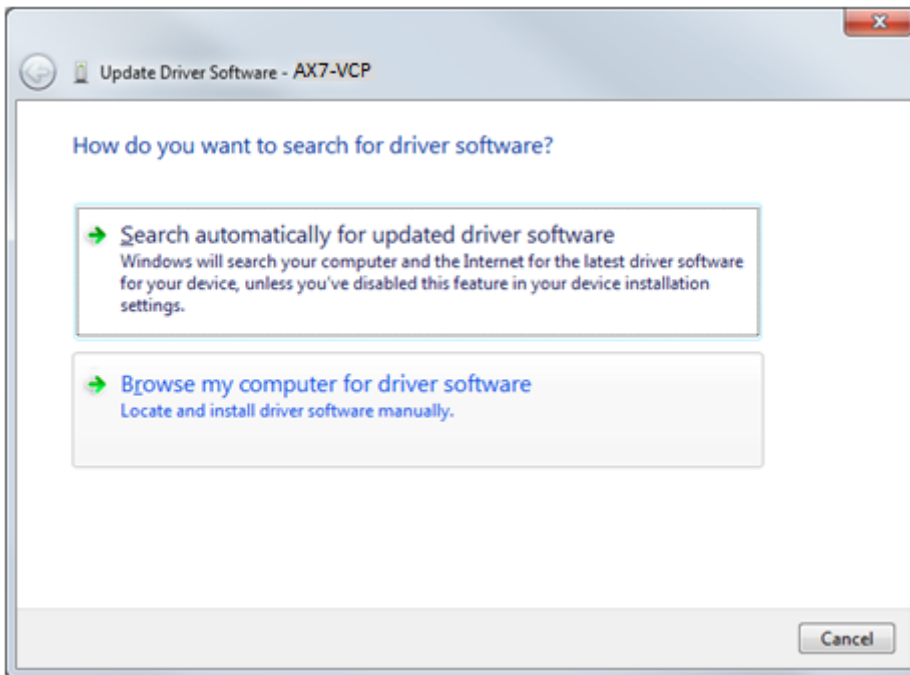 Update Driver Software - AX7-VCP
How do you want to search for driver software?
Search automatically for updated driver software
Windows will search your computer and the Internet for the latest driver software
for your device, unless you've disabled this feature in your device installation
settings.
Browse my computer for driver software
Locate and install driver software manually.
Cancel